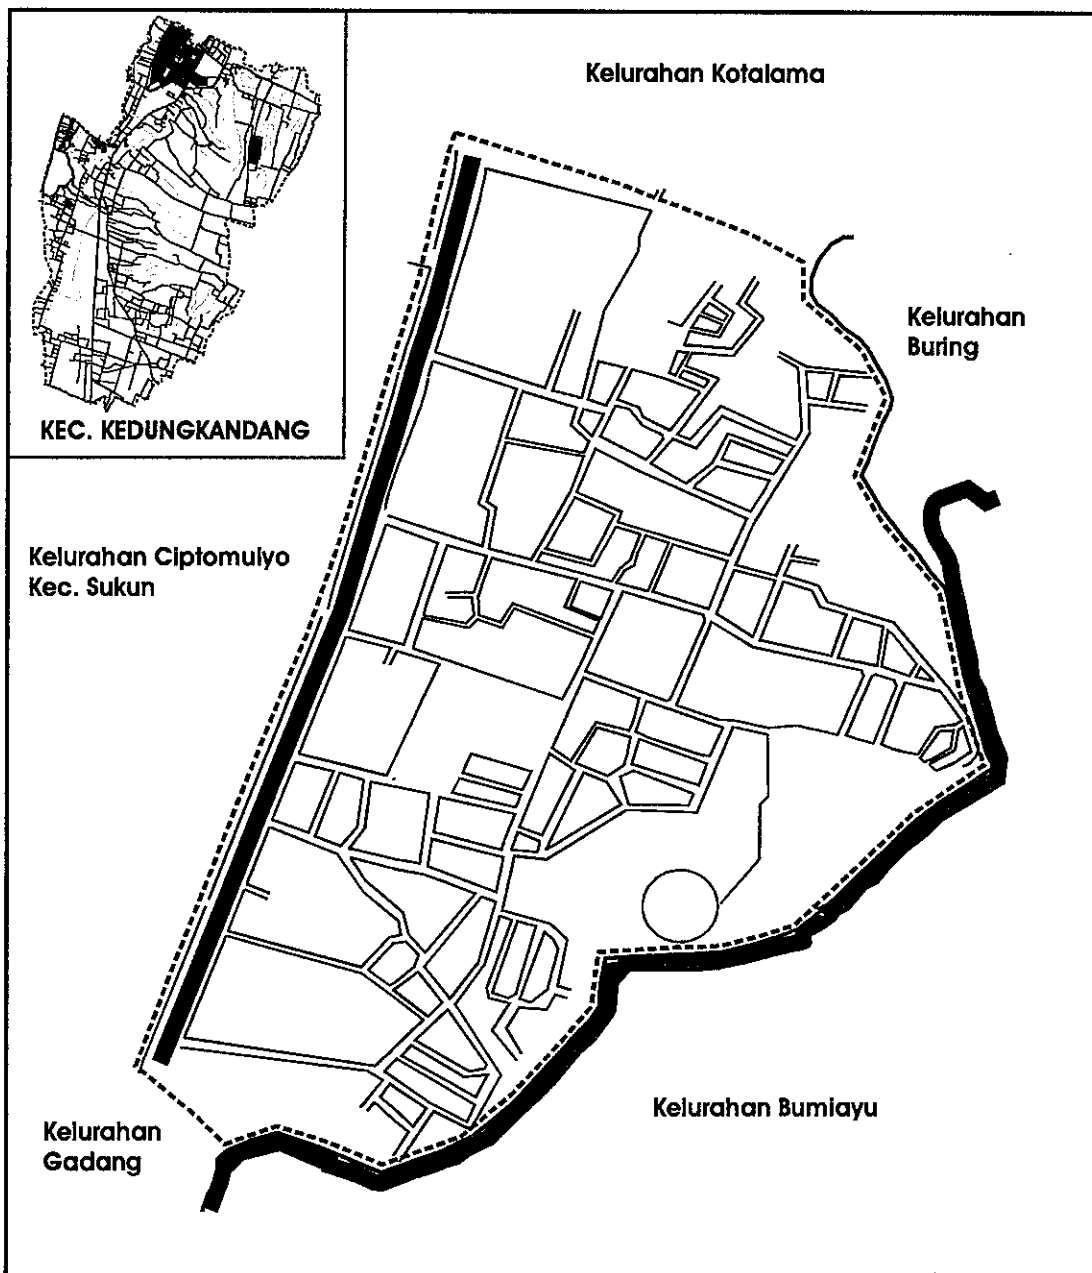 Kelurahan Kotalama
Kelurahan
Buring
KEC. KEDUNGKANDANG
Kelurahan Ciptomulyo
Kec. Sukun
Kelurahan Bumiayu
Kelurahan
Gadang